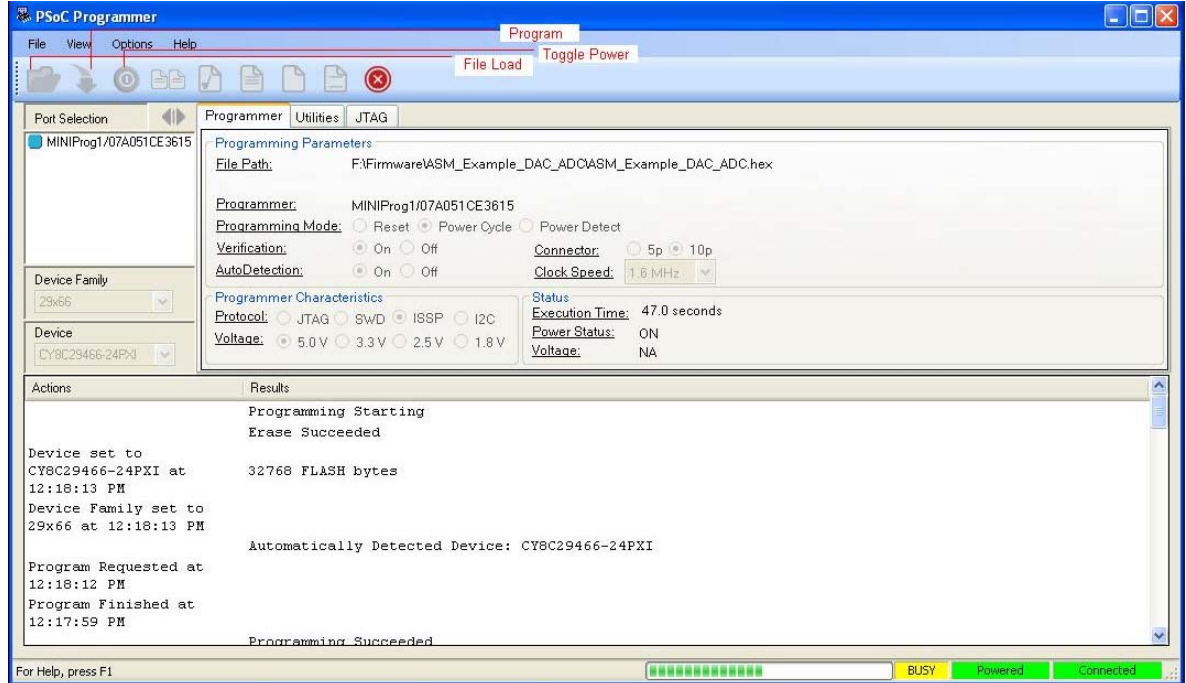 PSoC Programmer
File View Options Help
Program
Toggle Power
File Load
Port Selection
MINIProg1/07A051CE3615
Device Family
29x66
Device
CY8C29466-24PXI
Programmer Utilities JTAG
Programming Parameters
File Path: F:\Firmware\ASM_Example_DAC_ADC\ASM_Example_DAC_ADC.hex
Programmer: MINIProg1/07A051CE3615
Programming Mode: Reset Power Cycle Power Detect
Verification: On Off Connector: 5p 10p
AutoDetection: On Off Clock Speed: 1.6 MHz
Programmer Characteristics
Protocol: JTAG SWD ISSP I2C
Voltage: 5.0 V 3.3 V 2.5 V 1.8 V
Status
Execution Time: 47.0 seconds
Power Status: ON
Voltage: NA
Actions Results
Programming Starting
Erase Succeeded
Device set to
CY8C29466-24PXI at 32768 FLASH bytes
12:18:13 PM
Device Family set to
29x66 at 12:18:13 PM
Automatically Detected Device: CY8C29466-24PXI
Program Requested at
12:18:12 PM
Program Finished at
12:17:59 PM
Programming Succeeded
For Help, press F1 BUSY Powered Connected